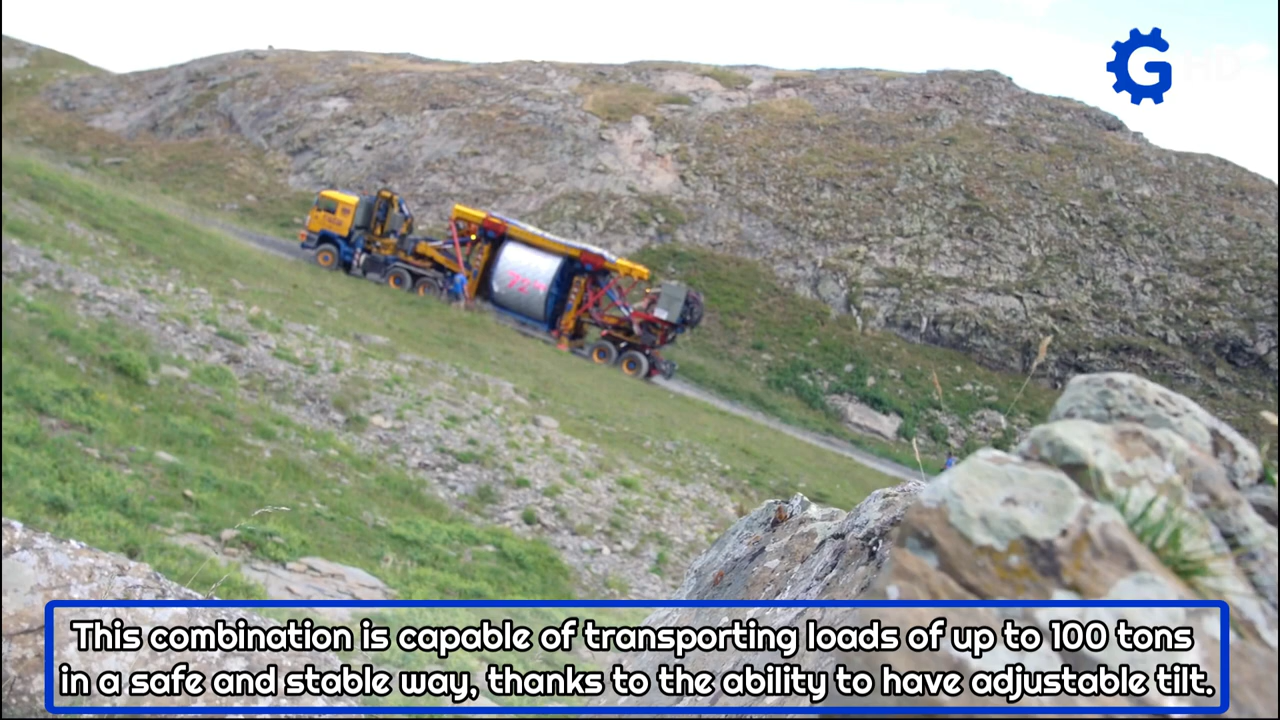 G HD
This combination is capable of transporting loads of up to 100 tons
in a safe and stable way, thanks to the ability to have adjustable tilt.